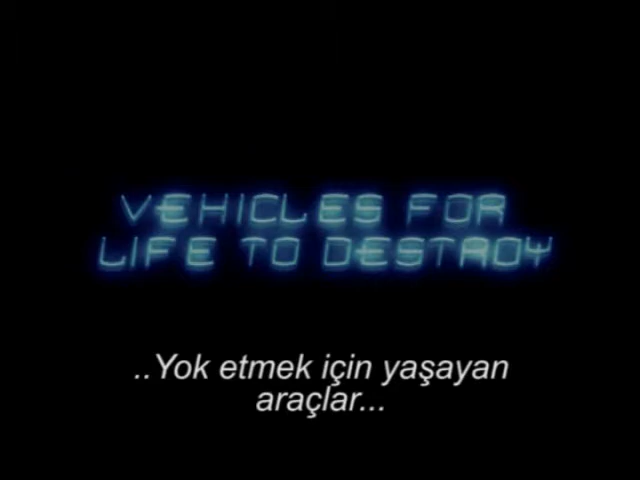 VEHICLES FOR
LIFE TO DESTROY
..Yok etmek için yaşayan
araçlar...